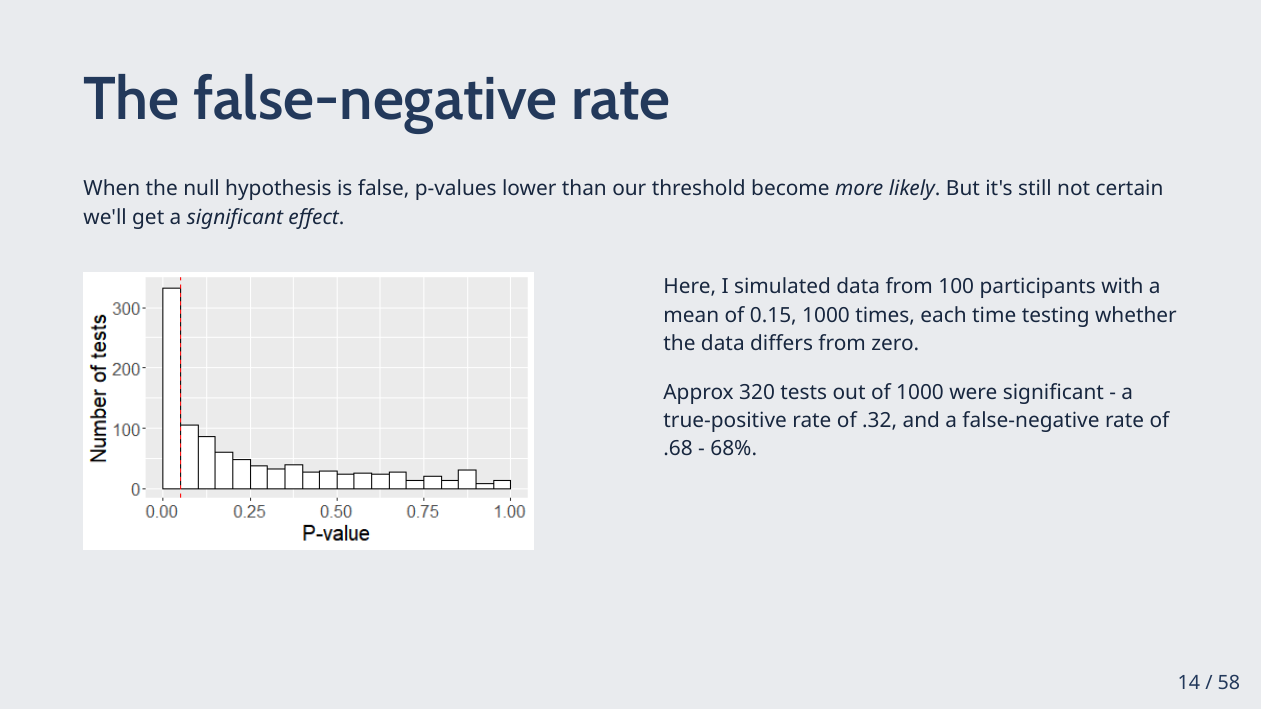 The false-negative rate
When the null hypothesis is false, p-values lower than our threshold become more likely. But it's still not certain
we'll get a significant effect.
300
200
100
0
Number of tests
0.00 0.25 0.50 0.75 1.00
P-value
Here, I simulated data from 100 participants with a
mean of 0.15, 1000 times, each time testing whether
the data differs from zero.
Approx 320 tests out of 1000 were significant - a
true-positive rate of .32, and a false-negative rate of
.68 - 68%.
14 / 58